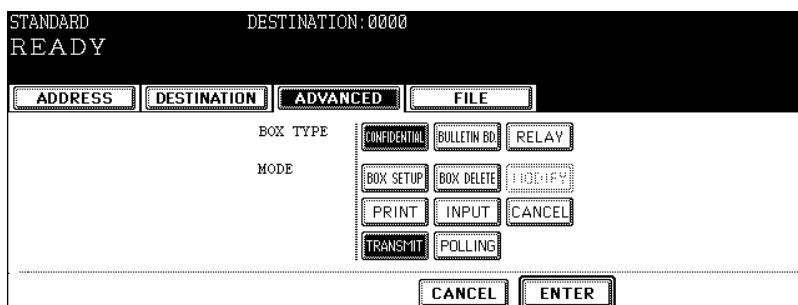 STANDARD DESTINATION:0000
READY
ADDRESS DESTINATION ADVANCED FILE
BOX TYPE CONFIDENTIAL BULLETIN BD. RELAY
MODE BOX SETUP BOX DELETE MODIFY
PRINT INPUT CANCEL
TRANSMIT POLLING
CANCEL ENTER